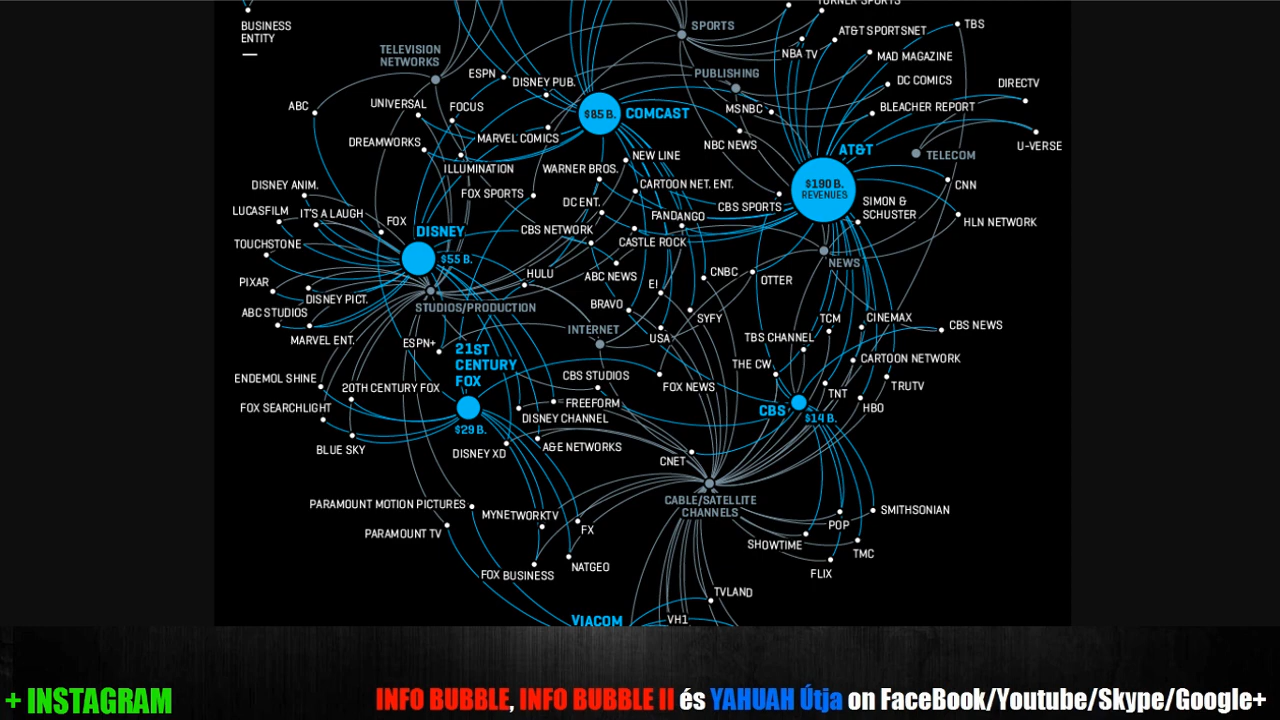 TURNER SPORTS
BUSINESS
ENTITY
SPORTS
TBS
AT&T SPORTSNET
TELEVISION
NETWORKS
NBA TV
MAD MAGAZINE
ESPN
DISNEY PUB.
PUBLISHING
DC COMICS
DIRECTV
ABC
UNIVERSAL
FOCUS
$85 B.
COMCAST
MSNBC
BLEACHER REPORT
DREAMWORKS
MARVEL COMICS
NBC NEWS
AT&T
U-VERSE
TELECOM
ILLUMINATION
WARNER BROS.
NEW LINE
DISNEY ANIM.
FOX SPORTS
CARTOON NET. ENT.
$190 B.
REVENUES
CNN
LUCASFILM
IT'S A LAUGH
FOX
DC ENT.
FANDANGO
CBS SPORTS
SIMON &
SCHUSTER
HLN NETWORK
DISNEY
CBS NETWORK
CASTLE ROCK
TOUCHSTONE
$55 B.
NEWS
PIXAR
DISNEY PICT.
HULU
ABC NEWS
E!
CNBC
OTTER
ABC STUDIOS
STUDIOS/PRODUCTION
BRAVO
SYFY
TCM
CINEMAX
CBS NEWS
MARVEL ENT.
ESPN+
INTERNET
USA
TBS CHANNEL
21ST
CENTURY
FOX
THE CW
CARTOON NETWORK
ENDEMOL SHINE
20TH CENTURY FOX
CBS STUDIOS
FOX NEWS
TNT
TRUTV
FOX SEARCHLIGHT
FREEFORM
DISNEY CHANNEL
CBS
$14 B.
HBO
$29 B.
BLUE SKY
DISNEY XD
A&E NETWORKS
CNET
PARAMOUNT MOTION PICTURES
MYNETWORKTV
CABLE/SATELLITE
CHANNELS
SMITHSONIAN
PARAMOUNT TV
FX
POP
SHOWTIME
TMC
FOX BUSINESS
NATGEO
FLIX
TVLAND
VIACOM
VH1
+ INSTAGRAM
INFO BUBBLE, INFO BUBBLE II és YAHUAH Útja on FaceBook/Youtube/Skype/Google+